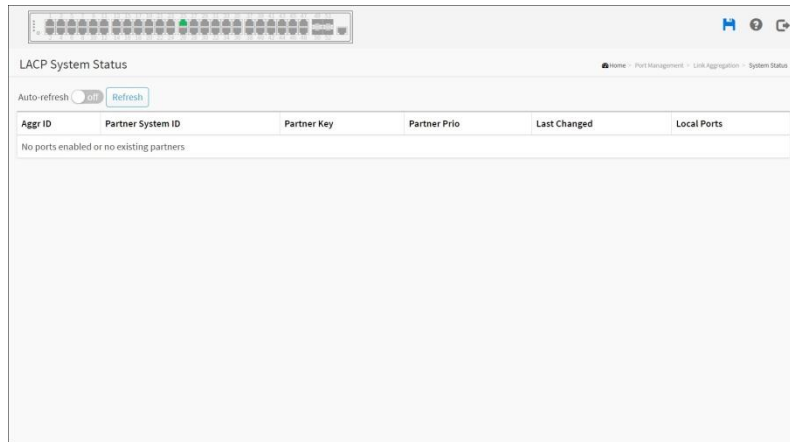 LACP System Status
Home > Port Management > Link Aggregation > System Status
Auto-refresh off Refresh
Aggr ID Partner System ID Partner Key Partner Prio Last Changed Local Ports
No ports enabled or no existing partners